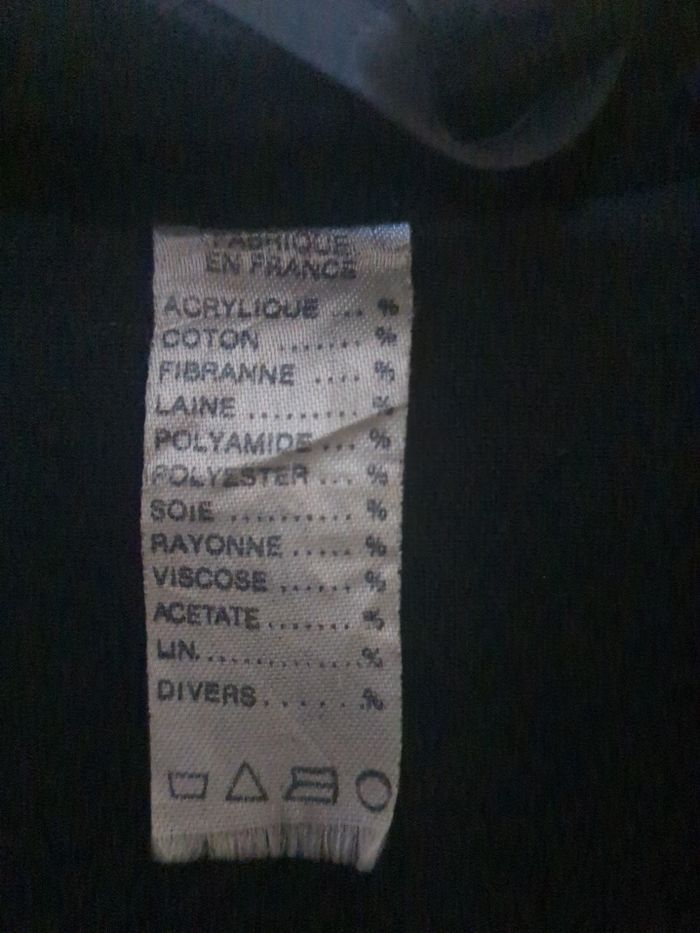 FABRIQUE
EN FRANCE
ACRYLIQUE ... %
COTON ....... %
FIBRANNE .... %
LAINE .......... %
POLYAMIDE ... %
POLYESTER ... %
SOIE .......... %
RAYONNE ..... %
VISCOSE ...... %
ACETATE ....... %
LIN. ............. %
DIVERS ...... .%